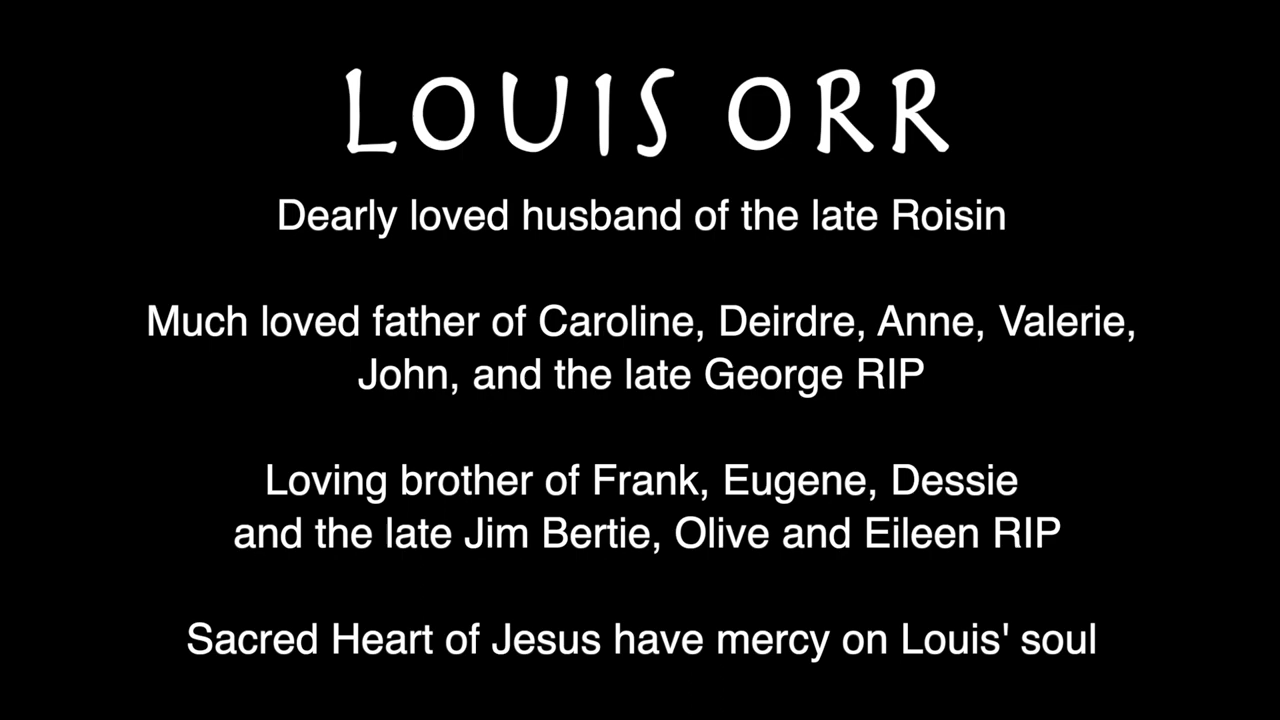 LOUIS ORR
Dearly loved husband of the late Roisin
Much loved father of Caroline, Deirdre, Anne, Valerie,
John, and the late George RIP
Loving brother of Frank, Eugene, Dessie
and the late Jim Bertie, Olive and Eileen RIP
Sacred Heart of Jesus have mercy on Louis' soul